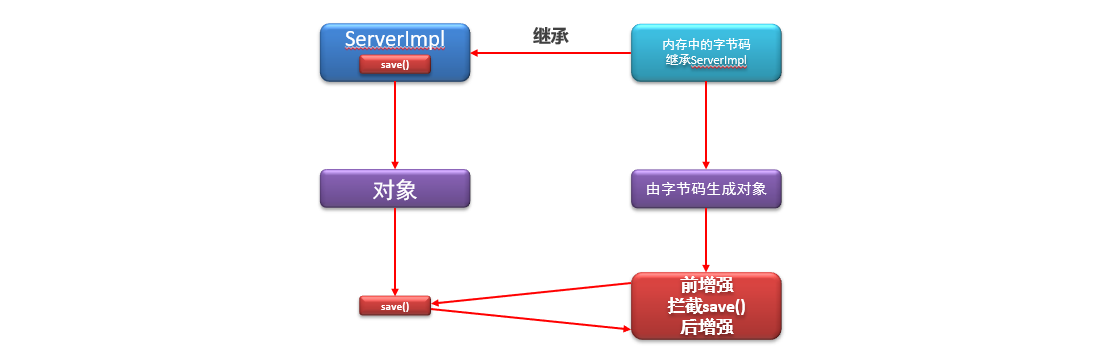 ServerImpl
save()
继承
内存中的字节码
继承ServerImpl
对象
由字节码生成对象
save()
前增强
拦截save()
后增强